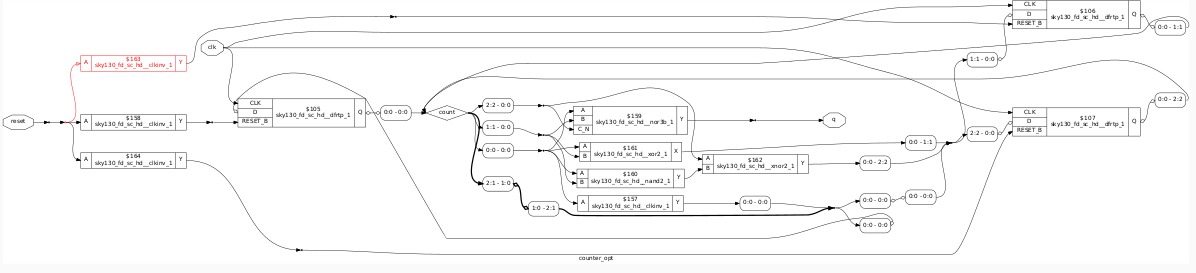 CLK
D
RESET_B
$106
sky130_fd_sc_hd__dfrtp_1
Q
0:0 - 1:1
clk
1:1 - 0:0
A
$163
sky130_fd_sc_hd__clkinv_1
Y
CLK
D
RESET_B
$105
sky130_fd_sc_hd__dfrtp_1
Q
0:0 - 0:0
count
2:2 - 0:0
1:1 - 0:0
0:0 - 0:0
2:1 - 1:0
1:0 - 2:1
A
B
C_N
$159
sky130_fd_sc_hd__nor3b_1
Y
q
0:0 - 2:2
CLK
D
RESET_B
$107
sky130_fd_sc_hd__dfrtp_1
Q
2:2 - 0:0
reset
A
$158
sky130_fd_sc_hd__clkinv_1
Y
A
$164
sky130_fd_sc_hd__clkinv_1
Y
A
B
$161
sky130_fd_sc_hd__xor2_1
X
0:0 - 1:1
A
B
$162
sky130_fd_sc_hd__xnor2_1
Y
0:0 - 2:2
A
B
$160
sky130_fd_sc_hd__nand2_1
Y
A
$157
sky130_fd_sc_hd__clkinv_1
Y
0:0 - 0:0
0:0 - 0:0
0:0 - 0:0
0:0 - 0:0
counter_opt